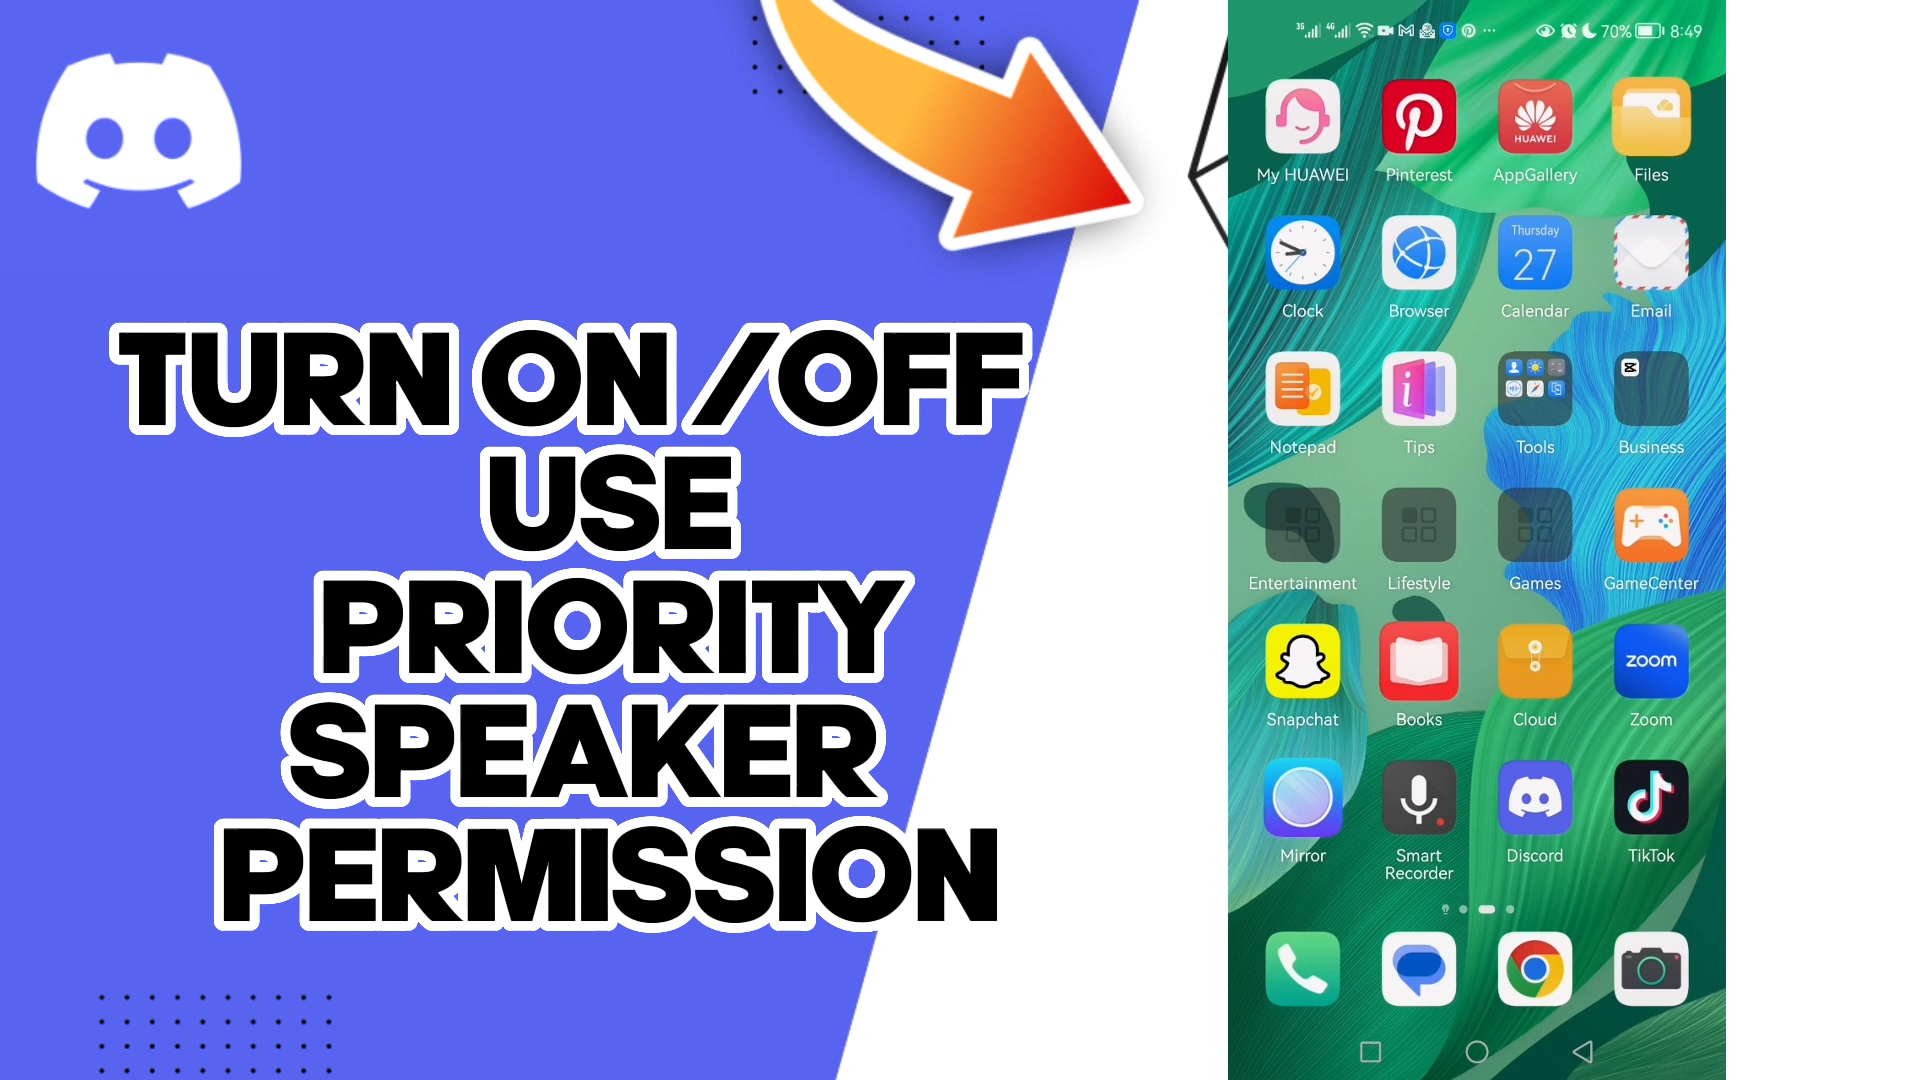 TURN ON/OFF
USE
PRIORITY
SPEAKER
PERMISSION
3G 4G 70% 8:49
HUAWEI
My HUAWEI Pinterest AppGallery Files
Thursday
27
Clock Browser Calendar Email
Notepad Tips Tools Business
Entertainment Lifestyle Games GameCenter
zoom
Snapchat Books Cloud Zoom
Mirror Smart Recorder Discord TikTok